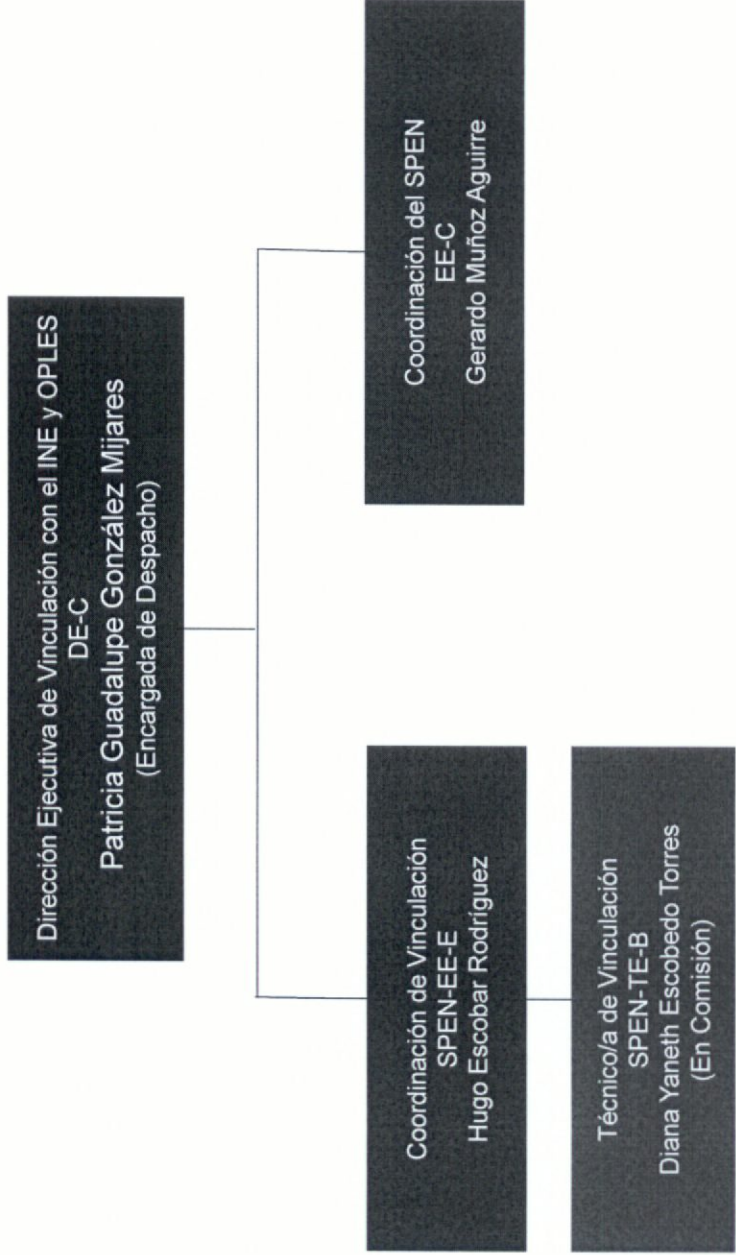 Dirección Ejecutiva de Vinculación con el INE y OPLES
DE-C
Patricia Guadalupe González Mijares
(Encargada de Despacho)
Coordinación de Vinculación
SPEN-EE-E
Hugo Escobar Rodríguez
Técnico/a de Vinculación
SPEN-TE-B
Diana Yaneth Escobedo Torres
(En Comisión)
Coordinación del SPEN
EE-C
Gerardo Muñoz Aguirre